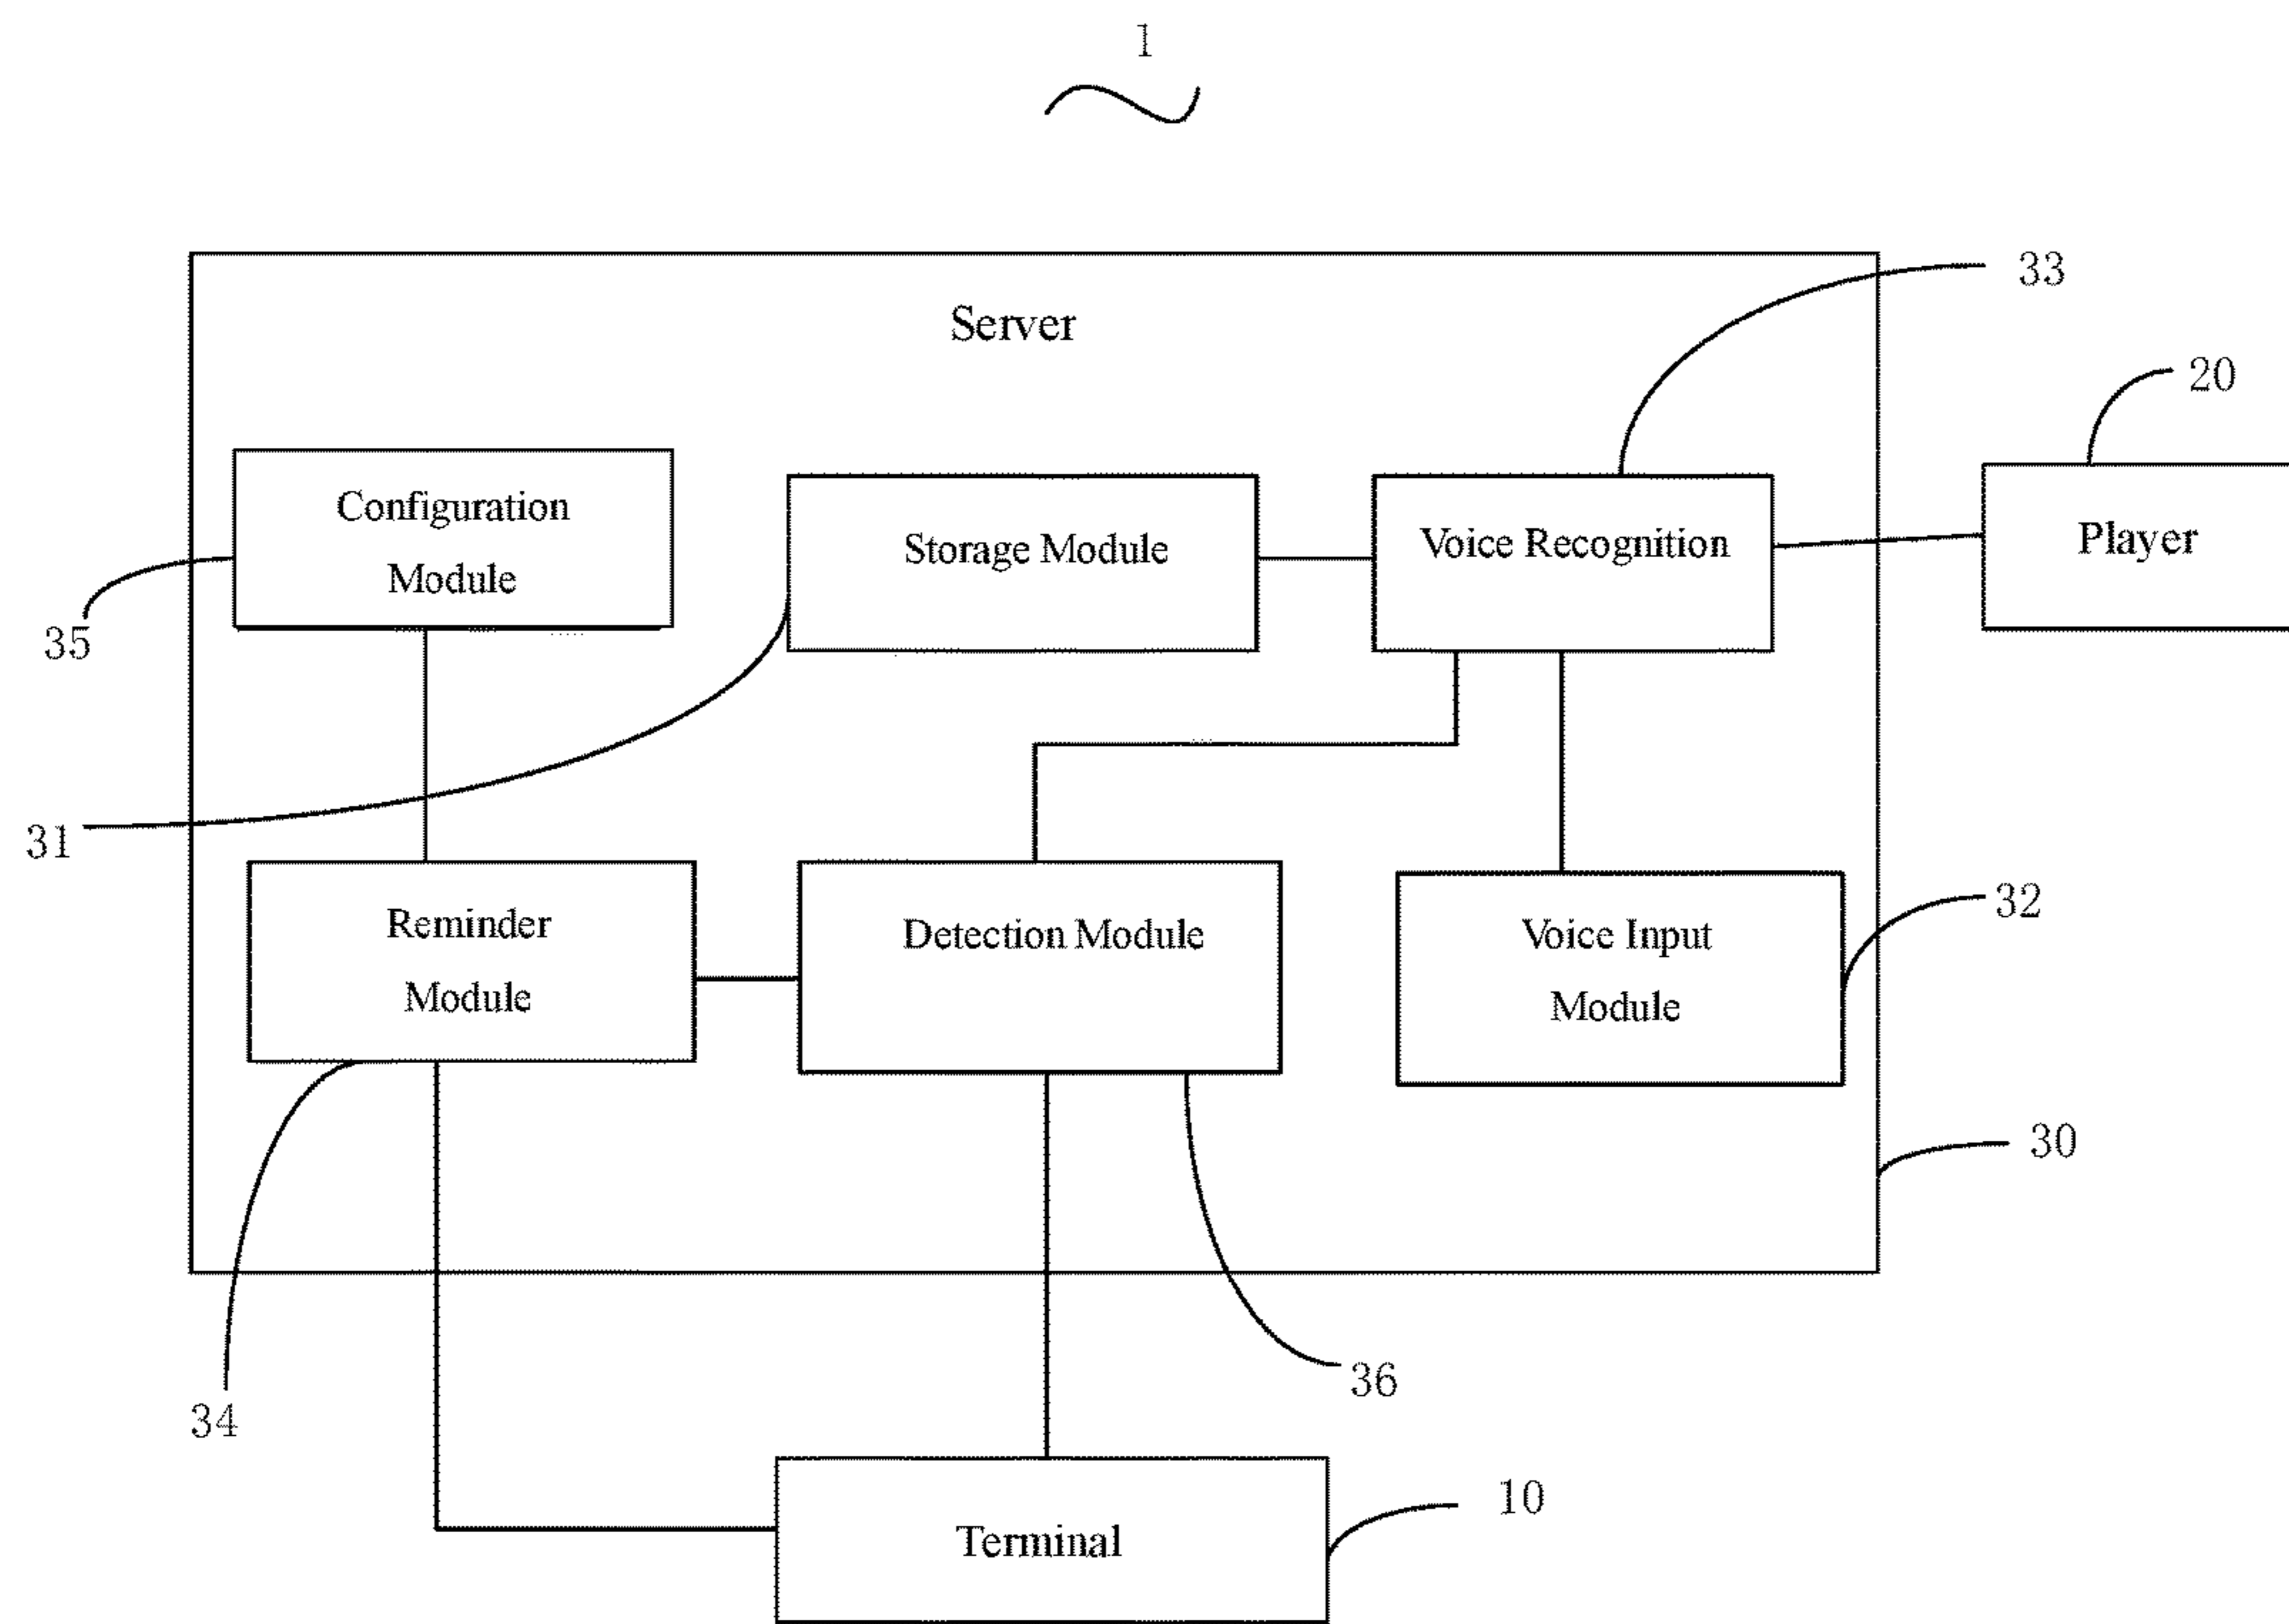 1
Server
33
20
Configuration
Module
Storage Module
Voice Recognition
Player
35
31
Reminder
Module
Detection Module
Voice Input
Module
32
30
36
34
10
Terminal